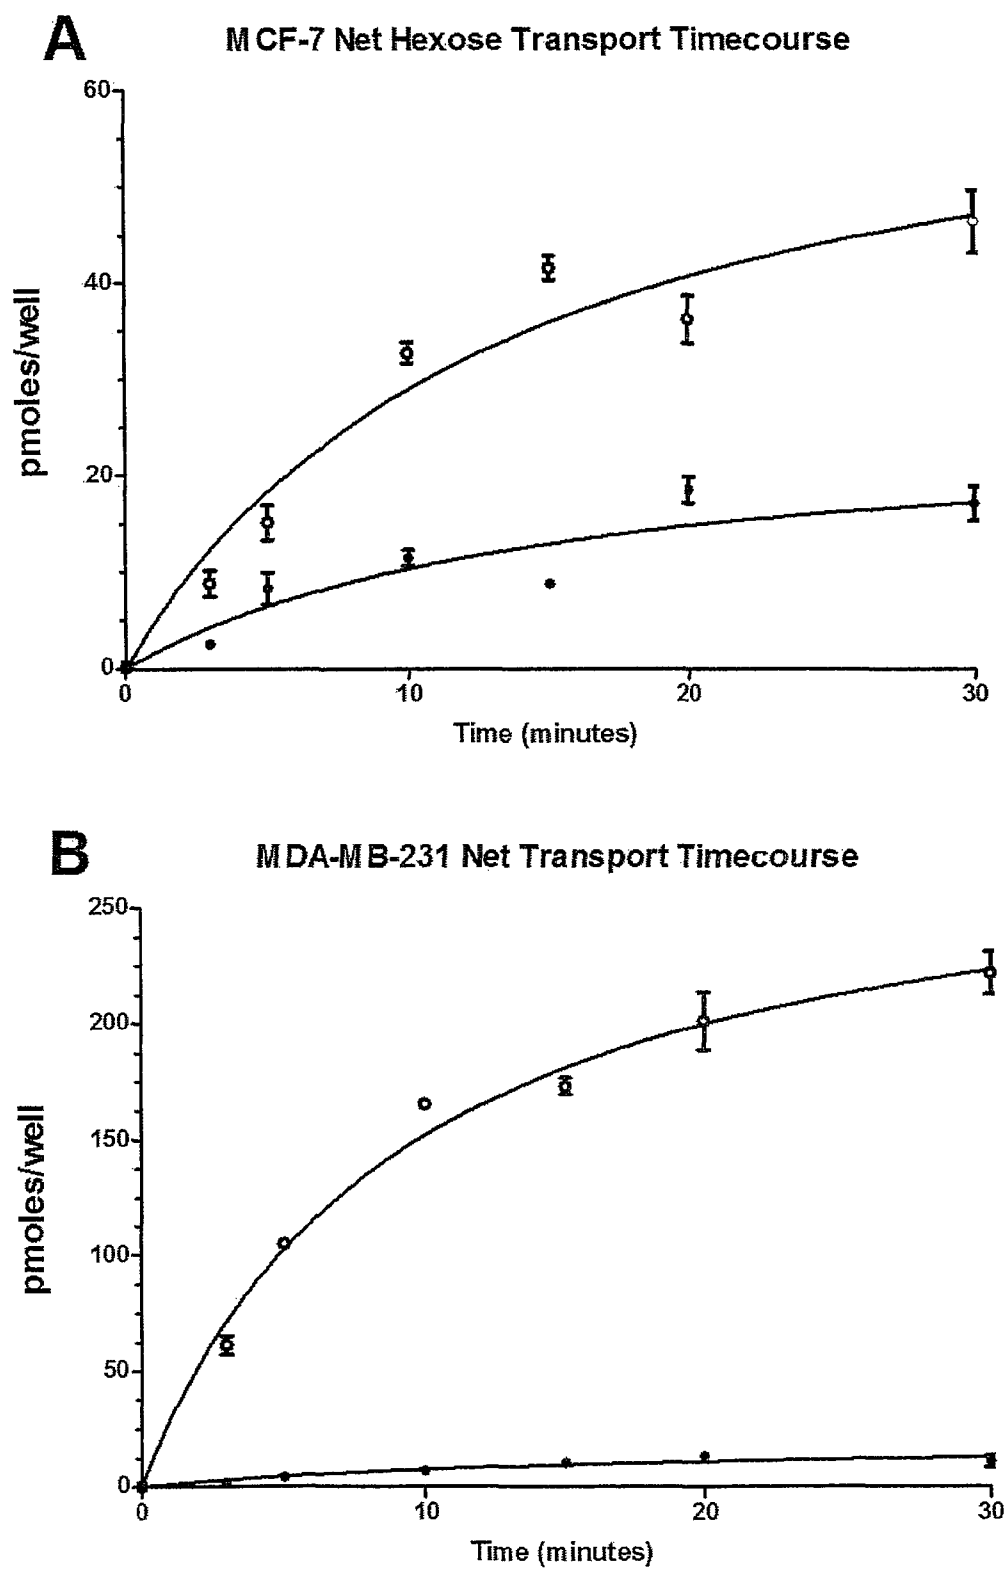 A
MCF-7 Net Hexose Transport Timecourse
60
40
20
0
pmoles/well
0 10 20 30
Time (minutes)
B
MDA-MB-231 Net Transport Timecourse
250
200
150
100
50
0
pmoles/well
0 10 20 30
Time (minutes)